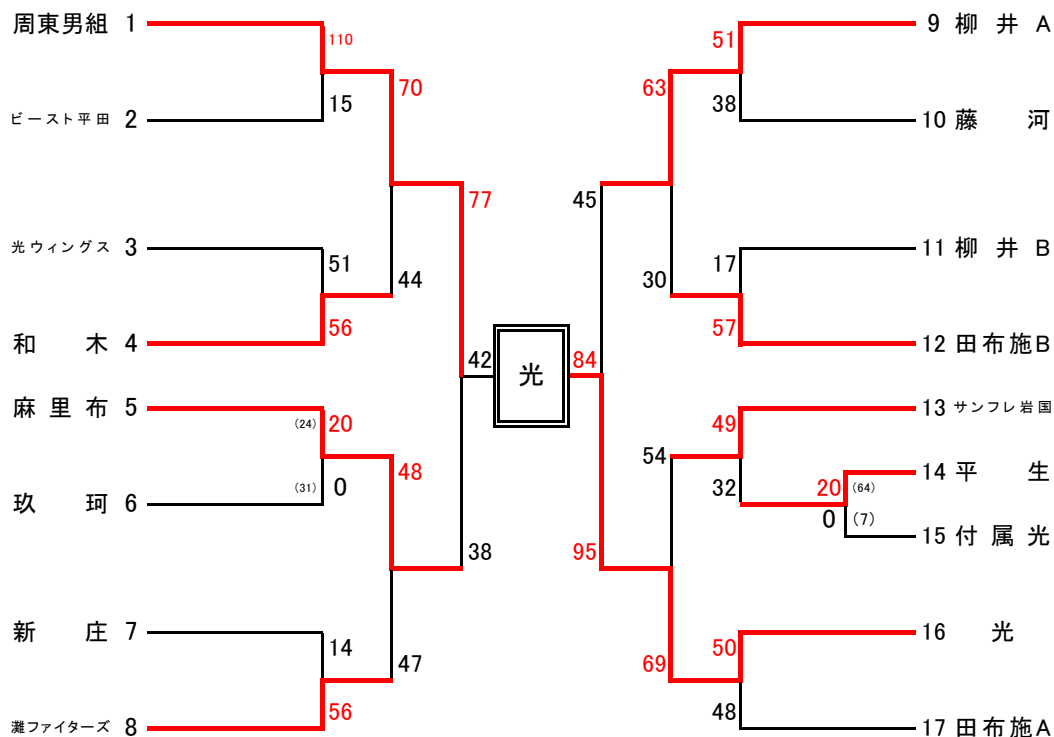 周東男組 1
110
70
15
ビースト平田 2
77
光ウィングス 3
51
44
56
和木 4
42
麻里布 5
(24) 20
48
(31) 0
玖珂 6
38
新庄 7
14
47
56
灘ファイターズ 8
光
51
9 柳井A
63
38
10 藤河
45
17
11 柳井B
30
57
12 田布施B
84
49
13 サンフレ岩国
54
32
20 (64)
14 平生
0 (7)
15 付属光
95
50
16 光
69
48
17 田布施A